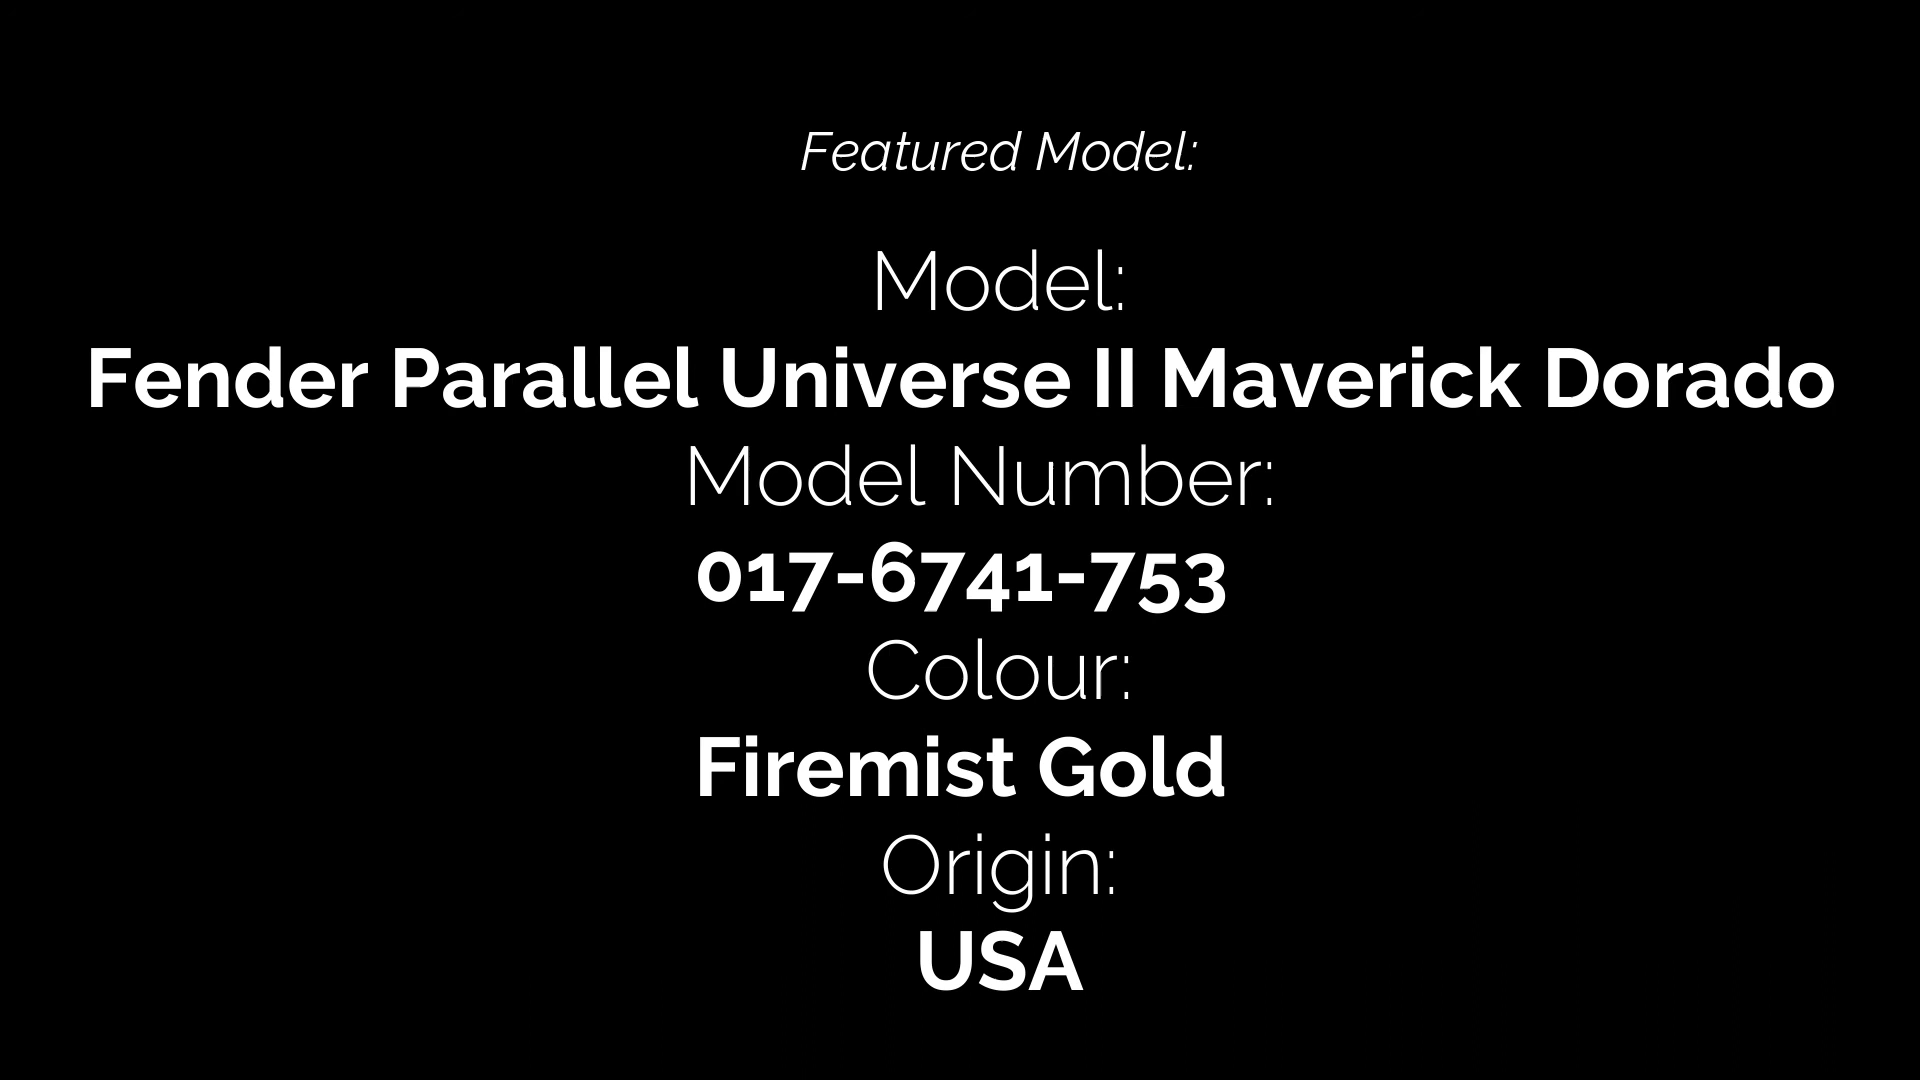 Featured Model:
Model:
Fender Parallel Universe II Maverick Dorado
Model Number:
017-6741-753
Colour:
Firemist Gold
Origin:
USA